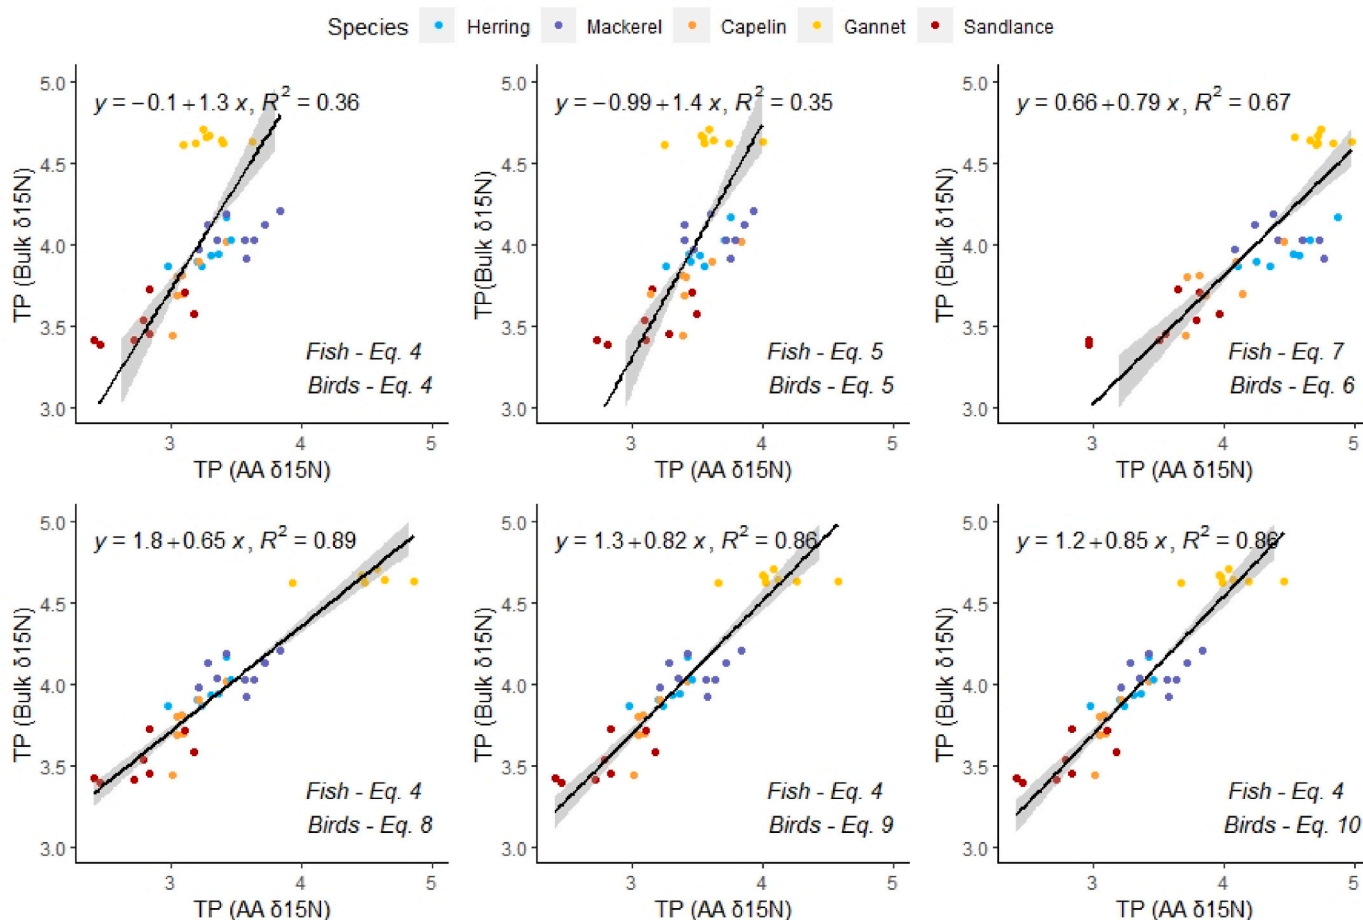 Species Herring Mackerel Capelin Gannet Sandlance
y = −0.1+1.3 x, R² = 0.36
TP (Bulk δ15N)
5.0
4.5
4.0
3.5
3.0
Fish - Eq. 4
Birds - Eq. 4
3 4 5
TP (AA δ15N)
y = −0.99+1.4 x, R² = 0.35
TP(Bulk δ15N)
5.0
4.5
4.0
3.5
3.0
Fish - Eq. 5
Birds - Eq. 5
3 4 5
TP (AA δ15N)
y = 0.66+0.79 x, R² = 0.67
TP (Bulk δ15N)
5.0
4.5
4.0
3.5
3.0
Fish - Eq. 7
Birds - Eq. 6
3 4 5
TP (AA δ15N)
y = 1.8+0.65 x, R² = 0.89
TP (Bulk δ15N)
5.0
4.5
4.0
3.5
3.0
Fish - Eq. 4
Birds - Eq. 8
3 4 5
TP (AA δ15N)
y = 1.3+0.82 x, R² = 0.86
TP (Bulk δ15N)
5.0
4.5
4.0
3.5
3.0
Fish - Eq. 4
Birds - Eq. 9
3 4 5
TP (AA δ15N)
y = 1.2+0.85 x, R² = 0.86
TP (Bulk δ15N)
5.0
4.5
4.0
3.5
3.0
Fish - Eq. 4
Birds - Eq. 10
3 4 5
TP (AA δ15N)